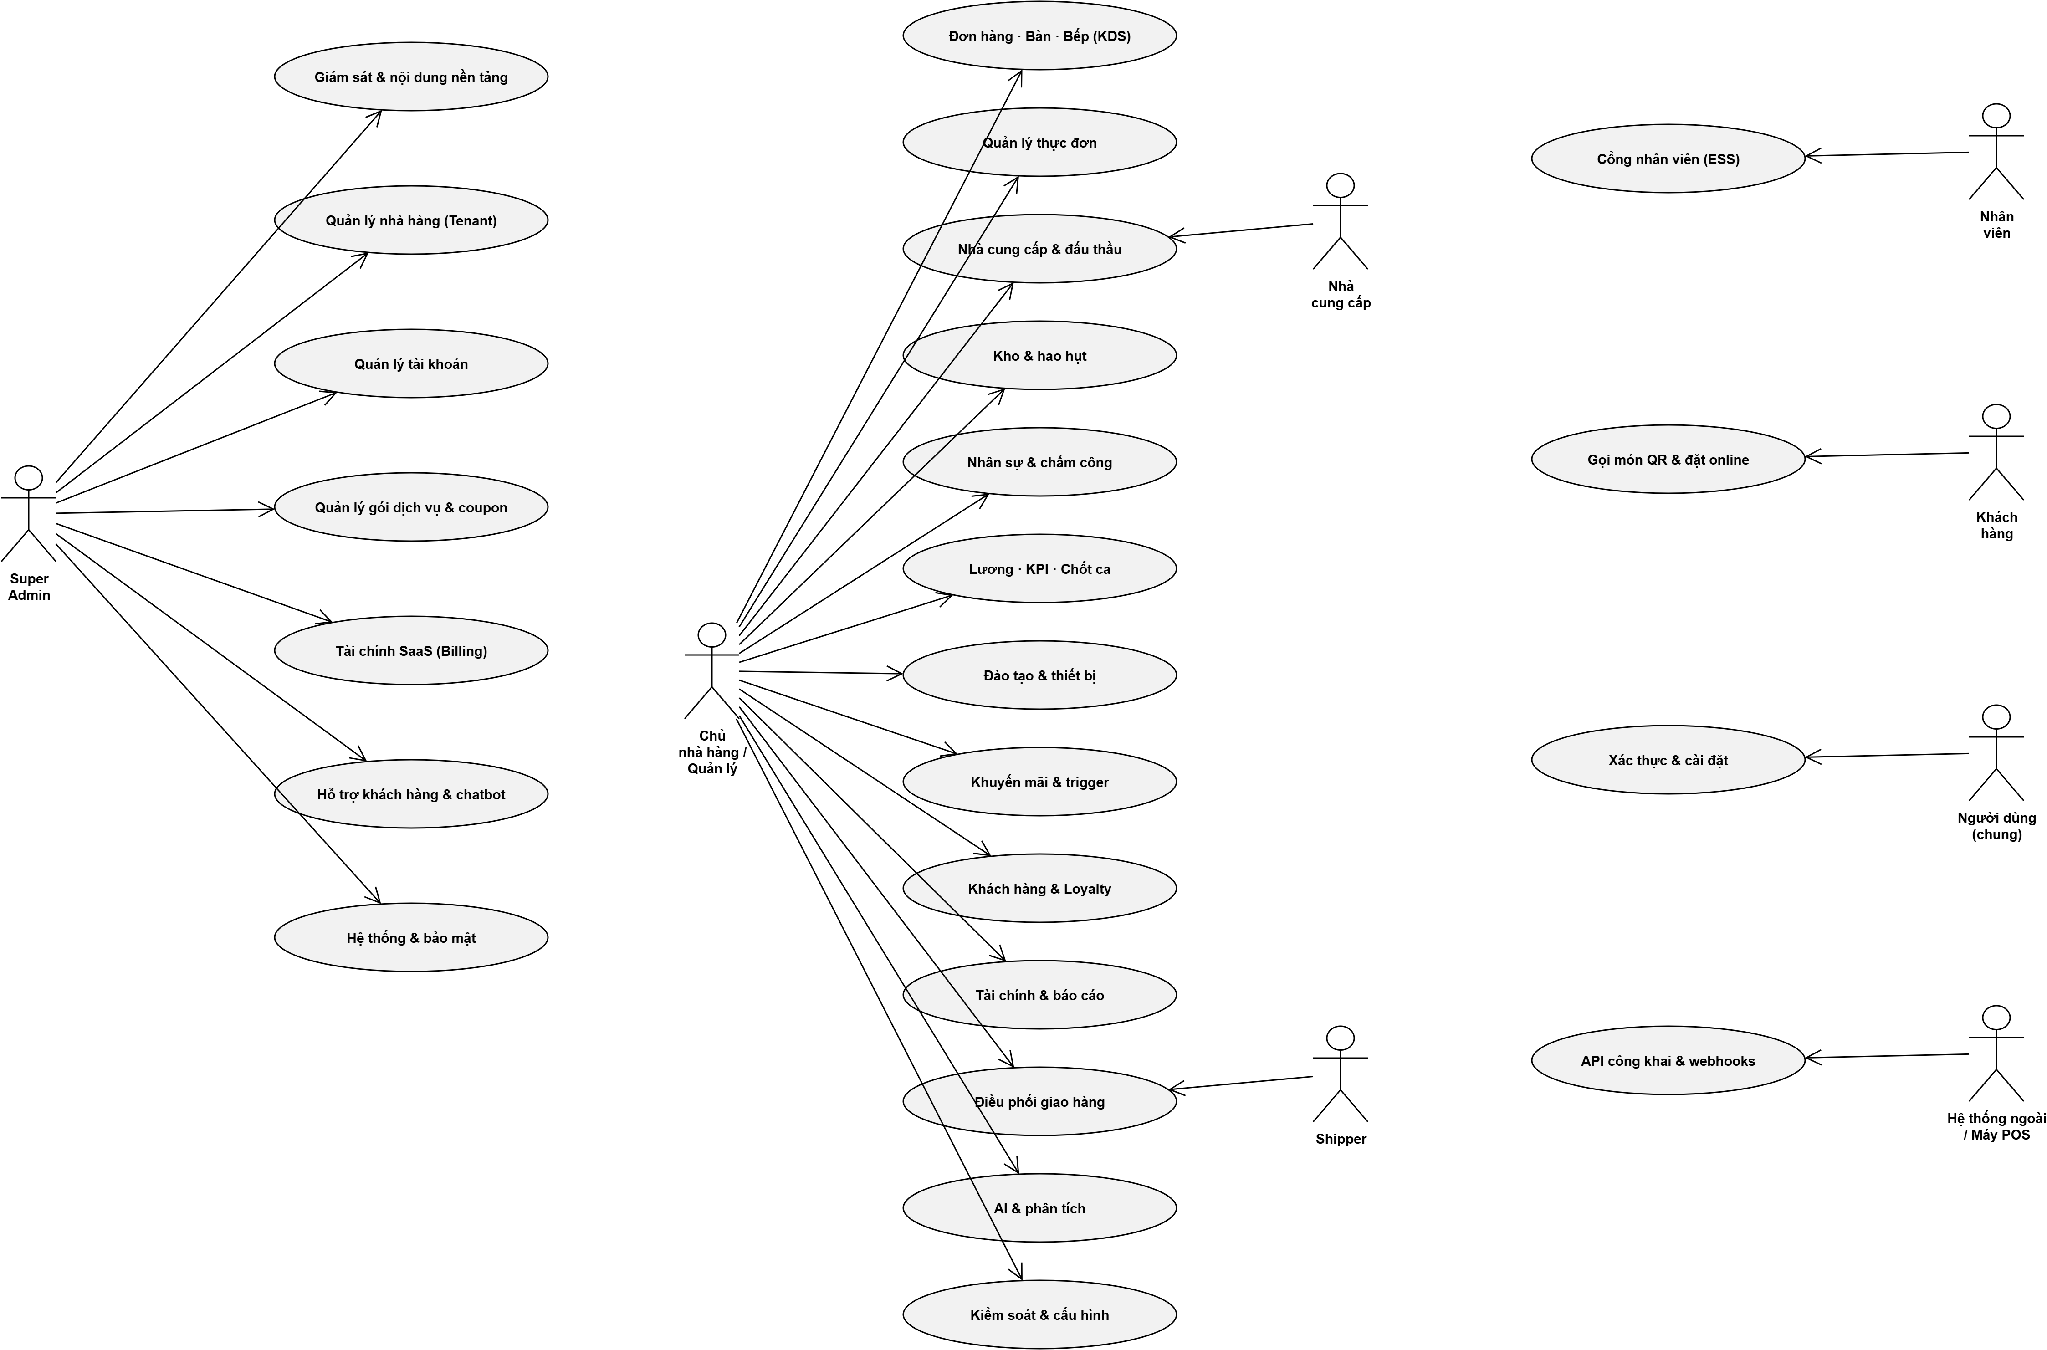 Giám sát & nội dung nền tảng
Quản lý nhà hàng (Tenant)
Quản lý tài khoản
Quản lý gói dịch vụ & coupon
Super
Admin
Tài chính SaaS (Billing)
Hỗ trợ khách hàng & chatbot
Hệ thống & bảo mật
Đơn hàng · Bàn · Bếp (KDS)
Quản lý thực đơn
Nhà cung cấp & đấu thầu
Kho & hao hụt
Nhân sự & chấm công
Lương · KPI · Chốt ca
Đào tạo & thiết bị
Chủ
nhà hàng /
Quản lý
Khuyến mãi & trigger
Khách hàng & Loyalty
Tài chính & báo cáo
Điều phối giao hàng
AI & phân tích
Kiểm soát & cấu hình
Nhà
cung cấp
Shipper
Cổng nhân viên (ESS)
Nhân
viên
Gọi món QR & đặt online
Khách
hàng
Xác thực & cài đặt
Người dùng
(chung)
API công khai & webhooks
Hệ thống ngoài
/ Máy POS